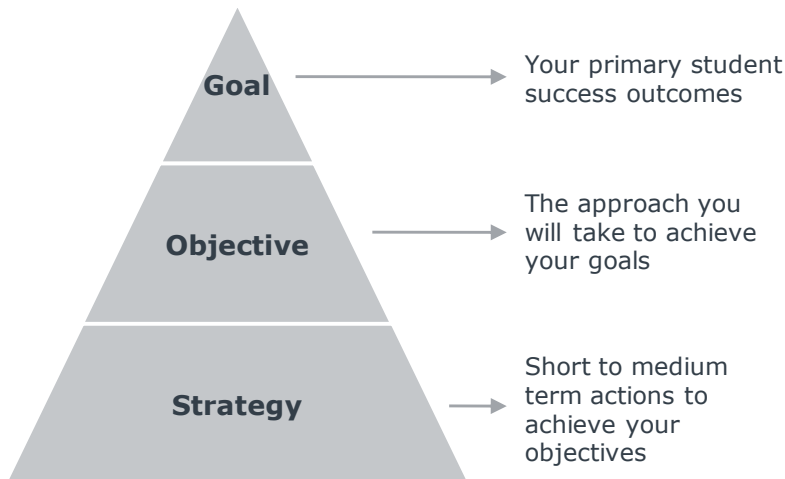 Goal
Your primary student
success outcomes
Objective
The approach you
will take to achieve
your goals
Strategy
Short to medium
term actions to
achieve your
objectives